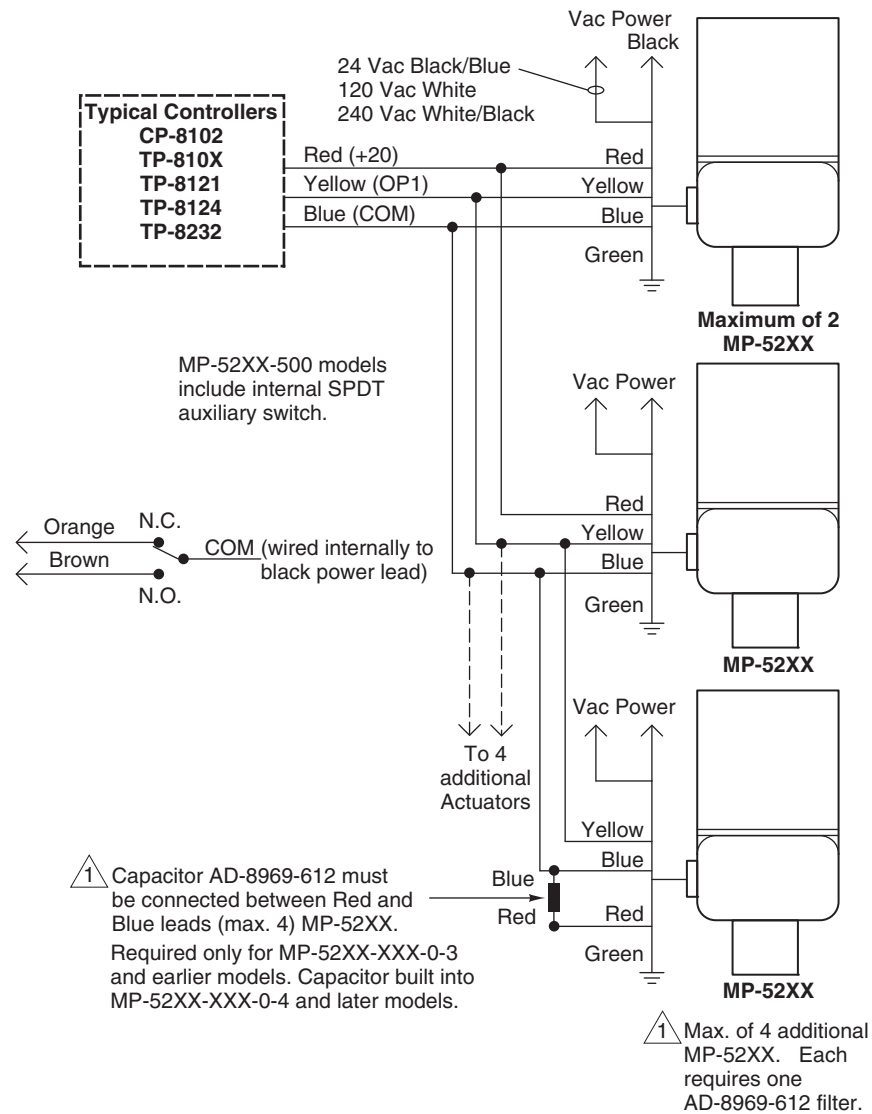 Vac Power
Black
24 Vac Black/Blue
120 Vac White
240 Vac White/Black
Typical Controllers
CP-8102
TP-810X
TP-8121
TP-8124
TP-8232
Red (+20)
Yellow (OP1)
Blue (COM)
Red
Yellow
Blue
Green
Maximum of 2
MP-52XX
MP-52XX-500 models
include internal SPDT
auxiliary switch.
Vac Power
Red
Yellow
Blue
Green
MP-52XX
Orange
N.C.
Brown
N.O.
COM (wired internally to
black power lead)
To 4
additional
Actuators
Vac Power
Yellow
Blue
Red
Green
MP-52XX
Blue
Red
1 Capacitor AD-8969-612 must
be connected between Red and
Blue leads (max. 4) MP-52XX.
Required only for MP-52XX-XXX-0-3
and earlier models. Capacitor built into
MP-52XX-XXX-0-4 and later models.
1 Max. of 4 additional
MP-52XX. Each
requires one
AD-8969-612 filter.